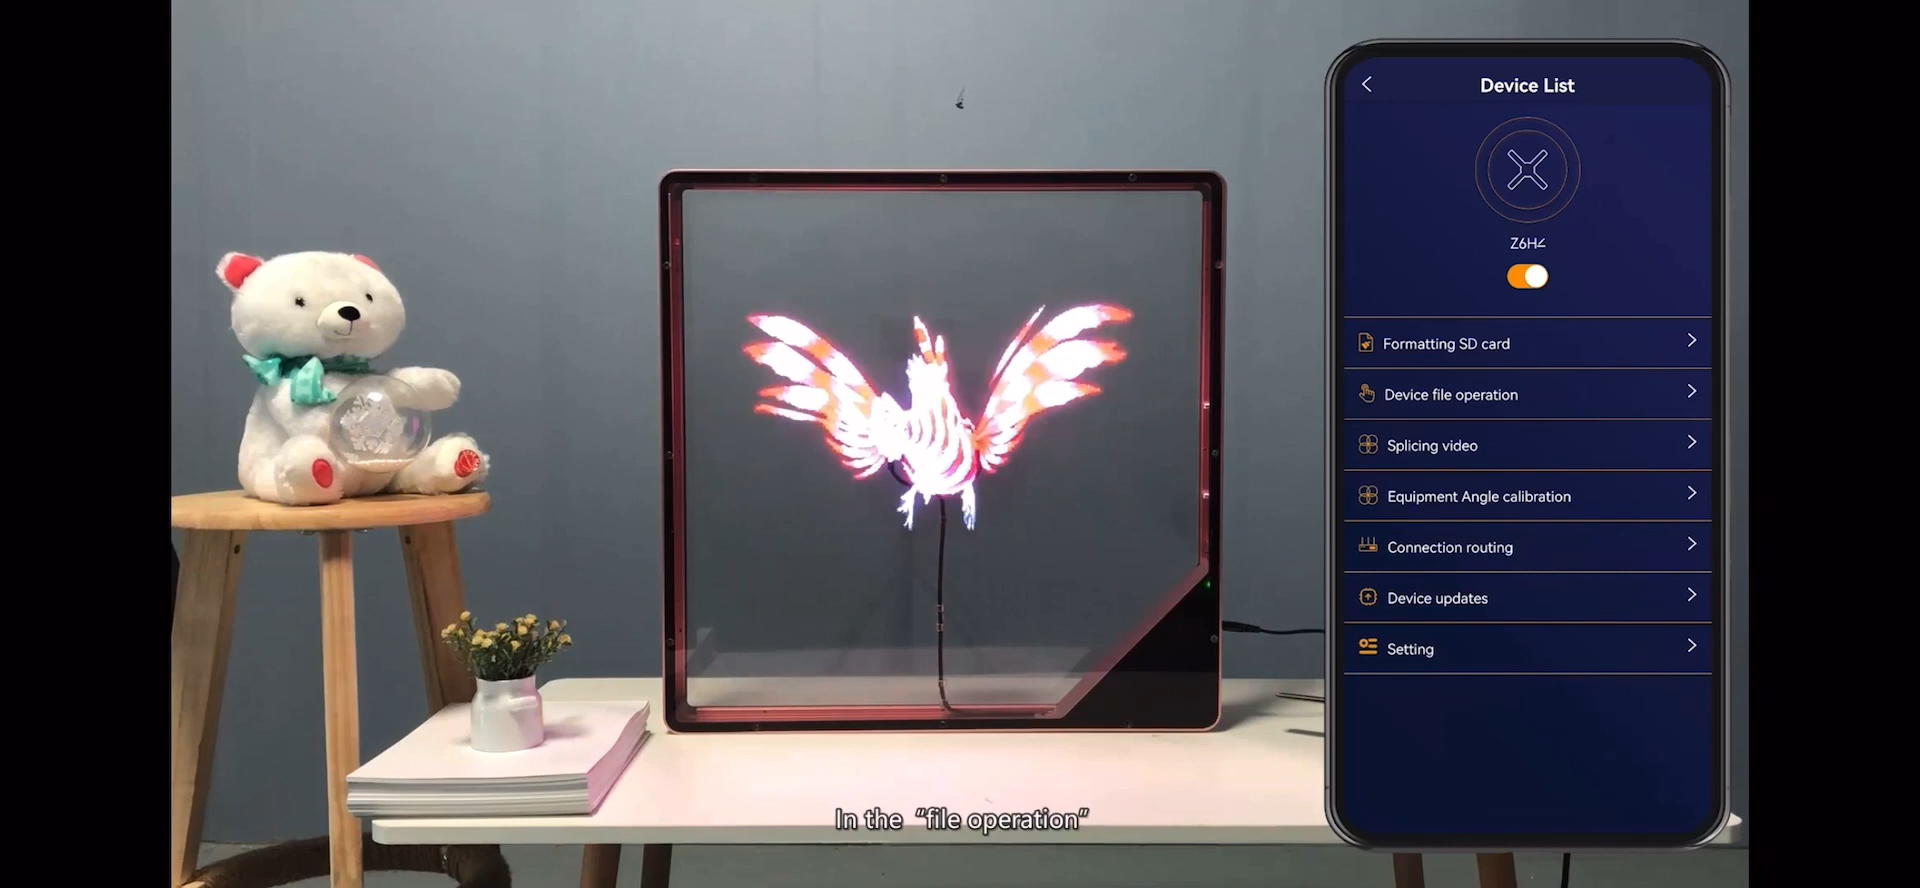 Device List
Z6H∠
Formatting SD card
Device file operation
Splicing video
Equipment Angle calibration
Connection routing
Device updates
Setting
In the “file operation”